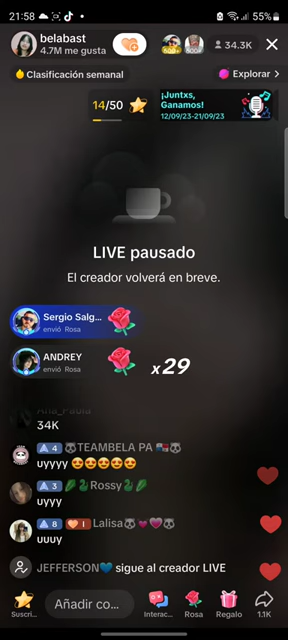 21:58
55%
belabast
4.7M me gusta
600+
500+
34.3K
Clasificación semanal
Explorar >
14/50
¡Juntxs,
Ganamos!
12/09/23-21/09/23
LIVE pausado
El creador volverá en breve.
Sergio Salg...
envió Rosa
ANDREY
envió Rosa
x29
Ana_Paula
34K
4 🐼TEAMBELA PA 🇵🇦🐼
uyyyy 😍😍😍😍😍
3 🌶🐉Rossy🐉🌶
uyyy
8 1 Lalisa🐼💗💗🐼
uuuy
JEFFERSON💙 sigue al creador LIVE
Suscri...
Añadir co...
Interac...
Rosa
Regalo
1.1K